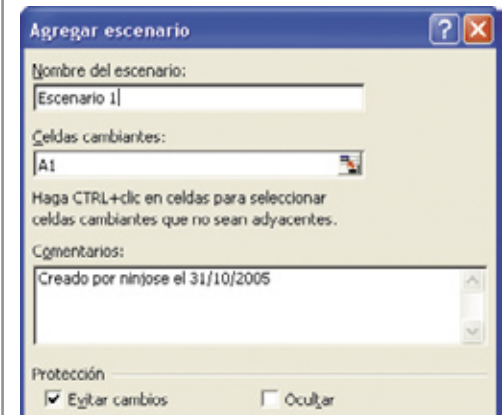 Agregar escenario
Nombre del escenario:
Escenario 1
Celdas cambiantes:
A1
Haga CTRL+clic en celdas para seleccionar
celdas cambiantes que no sean adyacentes.
Comentarios:
Creado por ninjose el 31/10/2005
Protección
Evitar cambios Ocultar